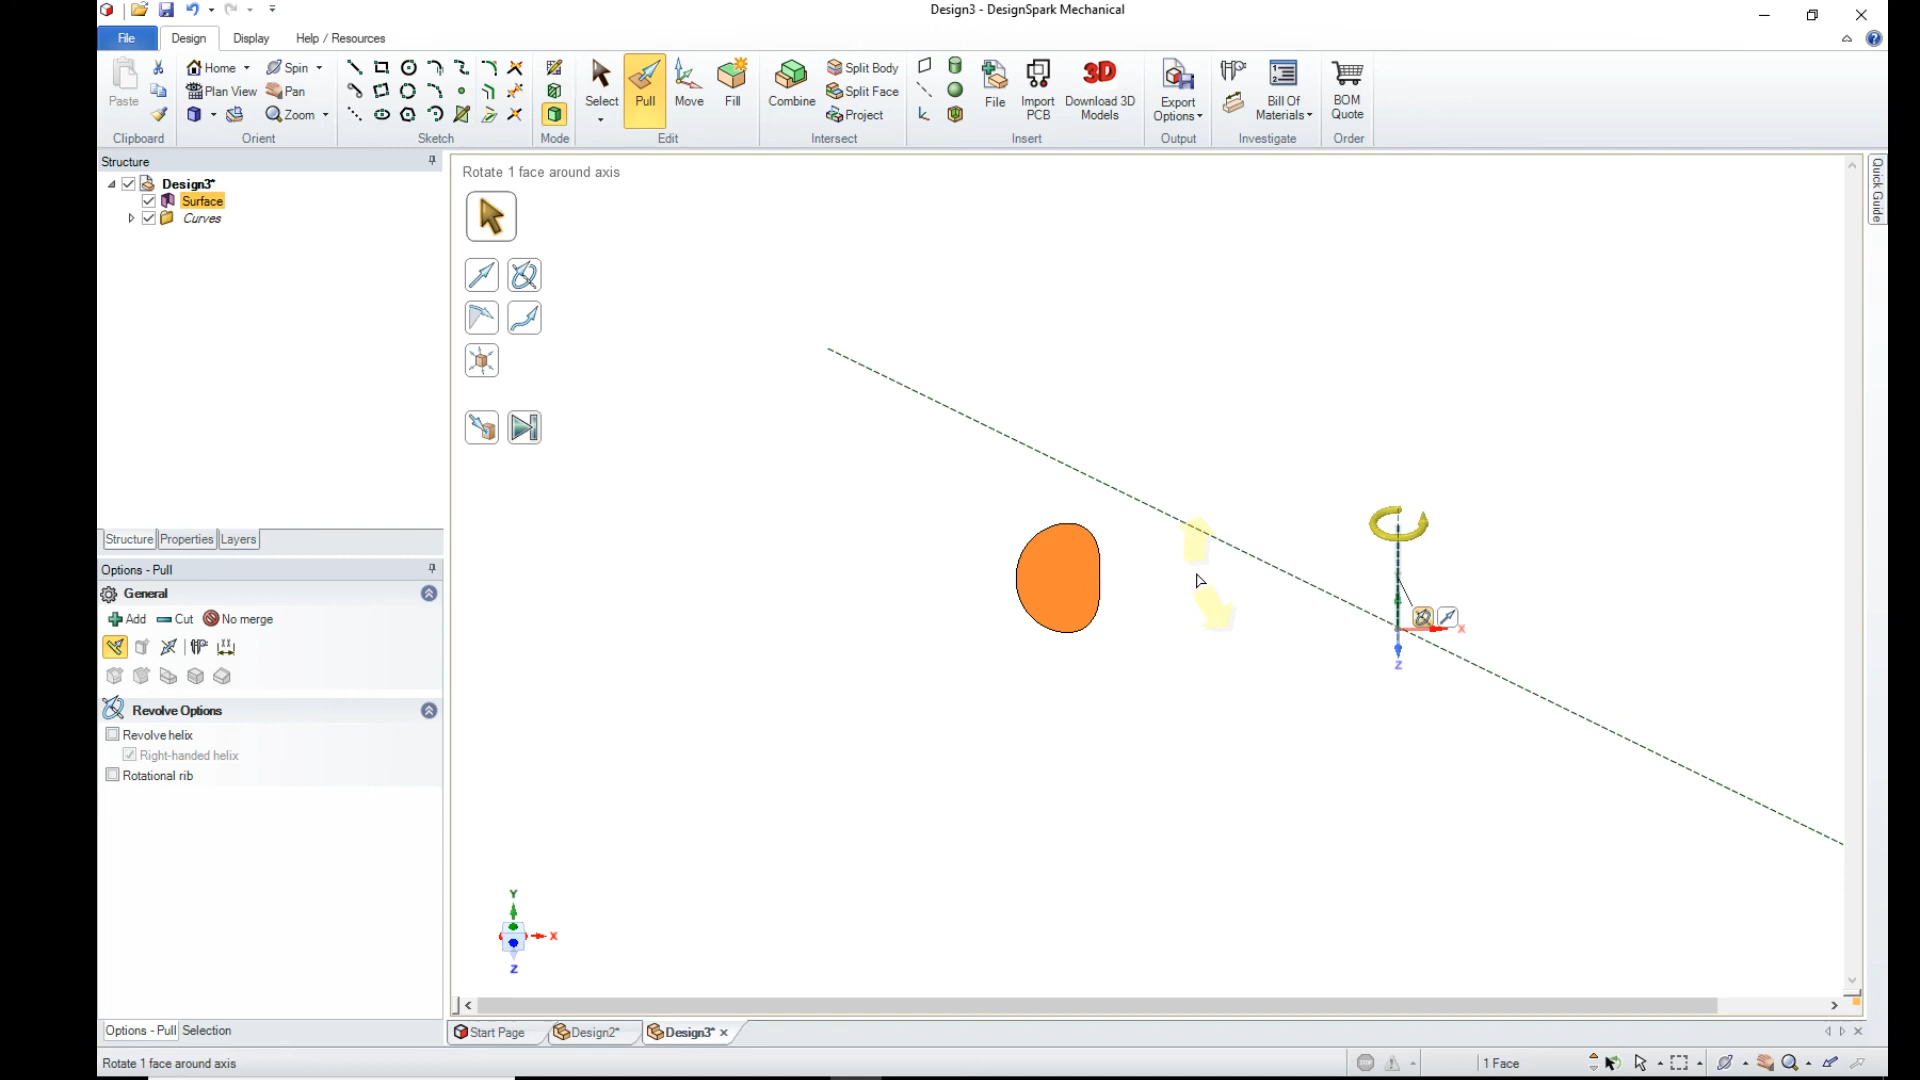 Design3 - DesignSpark Mechanical
File Design Display Help / Resources
Paste
Clipboard
Home Spin
Plan View Pan
Zoom
Orient
Sketch
Mode
Select Pull Move Fill
Edit
Combine
Split Body
Split Face
Project
Intersect
File
Import PCB
3D
Download 3D Models
Insert
Export Options
Output
Bill Of Materials
Investigate
BOM Quote
Order
Structure
Design3*
Surface
Curves
Structure Properties Layers
Options - Pull
General
Add Cut No merge
Revolve Options
Revolve helix
Right-handed helix
Rotational rib
Options - Pull Selection
Rotate 1 face around axis
X
Z
Y
X
Z
Quick Guide
Start Page Design2* Design3*
Rotate 1 face around axis
1 Face